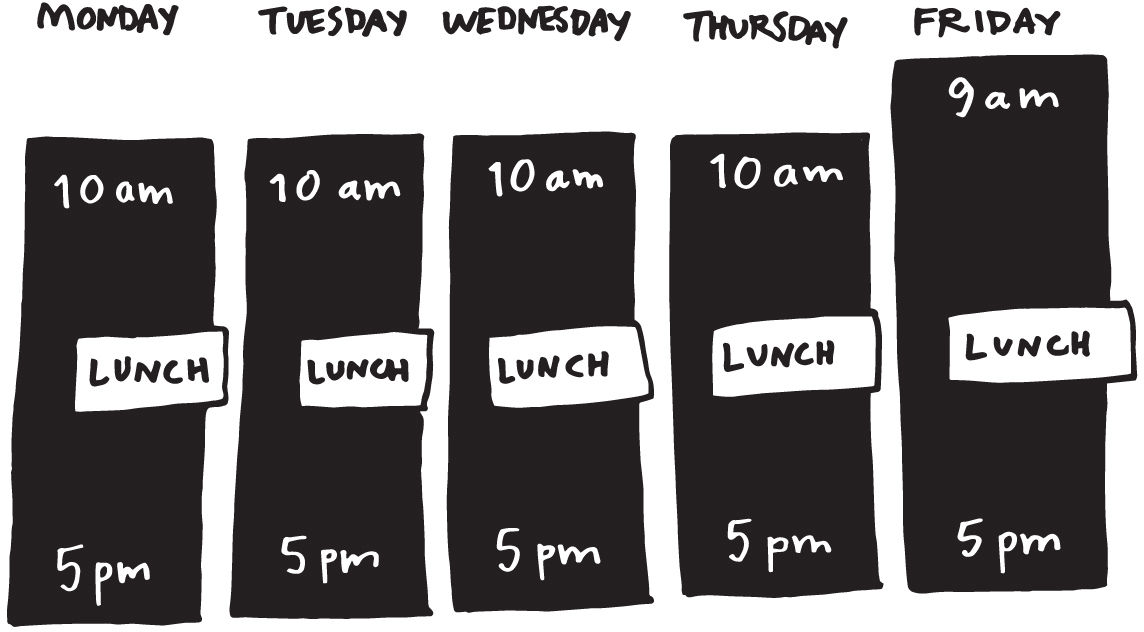 MONDAY TUESDAY WEDNESDAY THURSDAY FRIDAY
9 am
10 am 10 am 10 am 10 am
LUNCH LUNCH LUNCH LUNCH LUNCH
5 pm 5 pm 5 pm 5 pm 5 pm